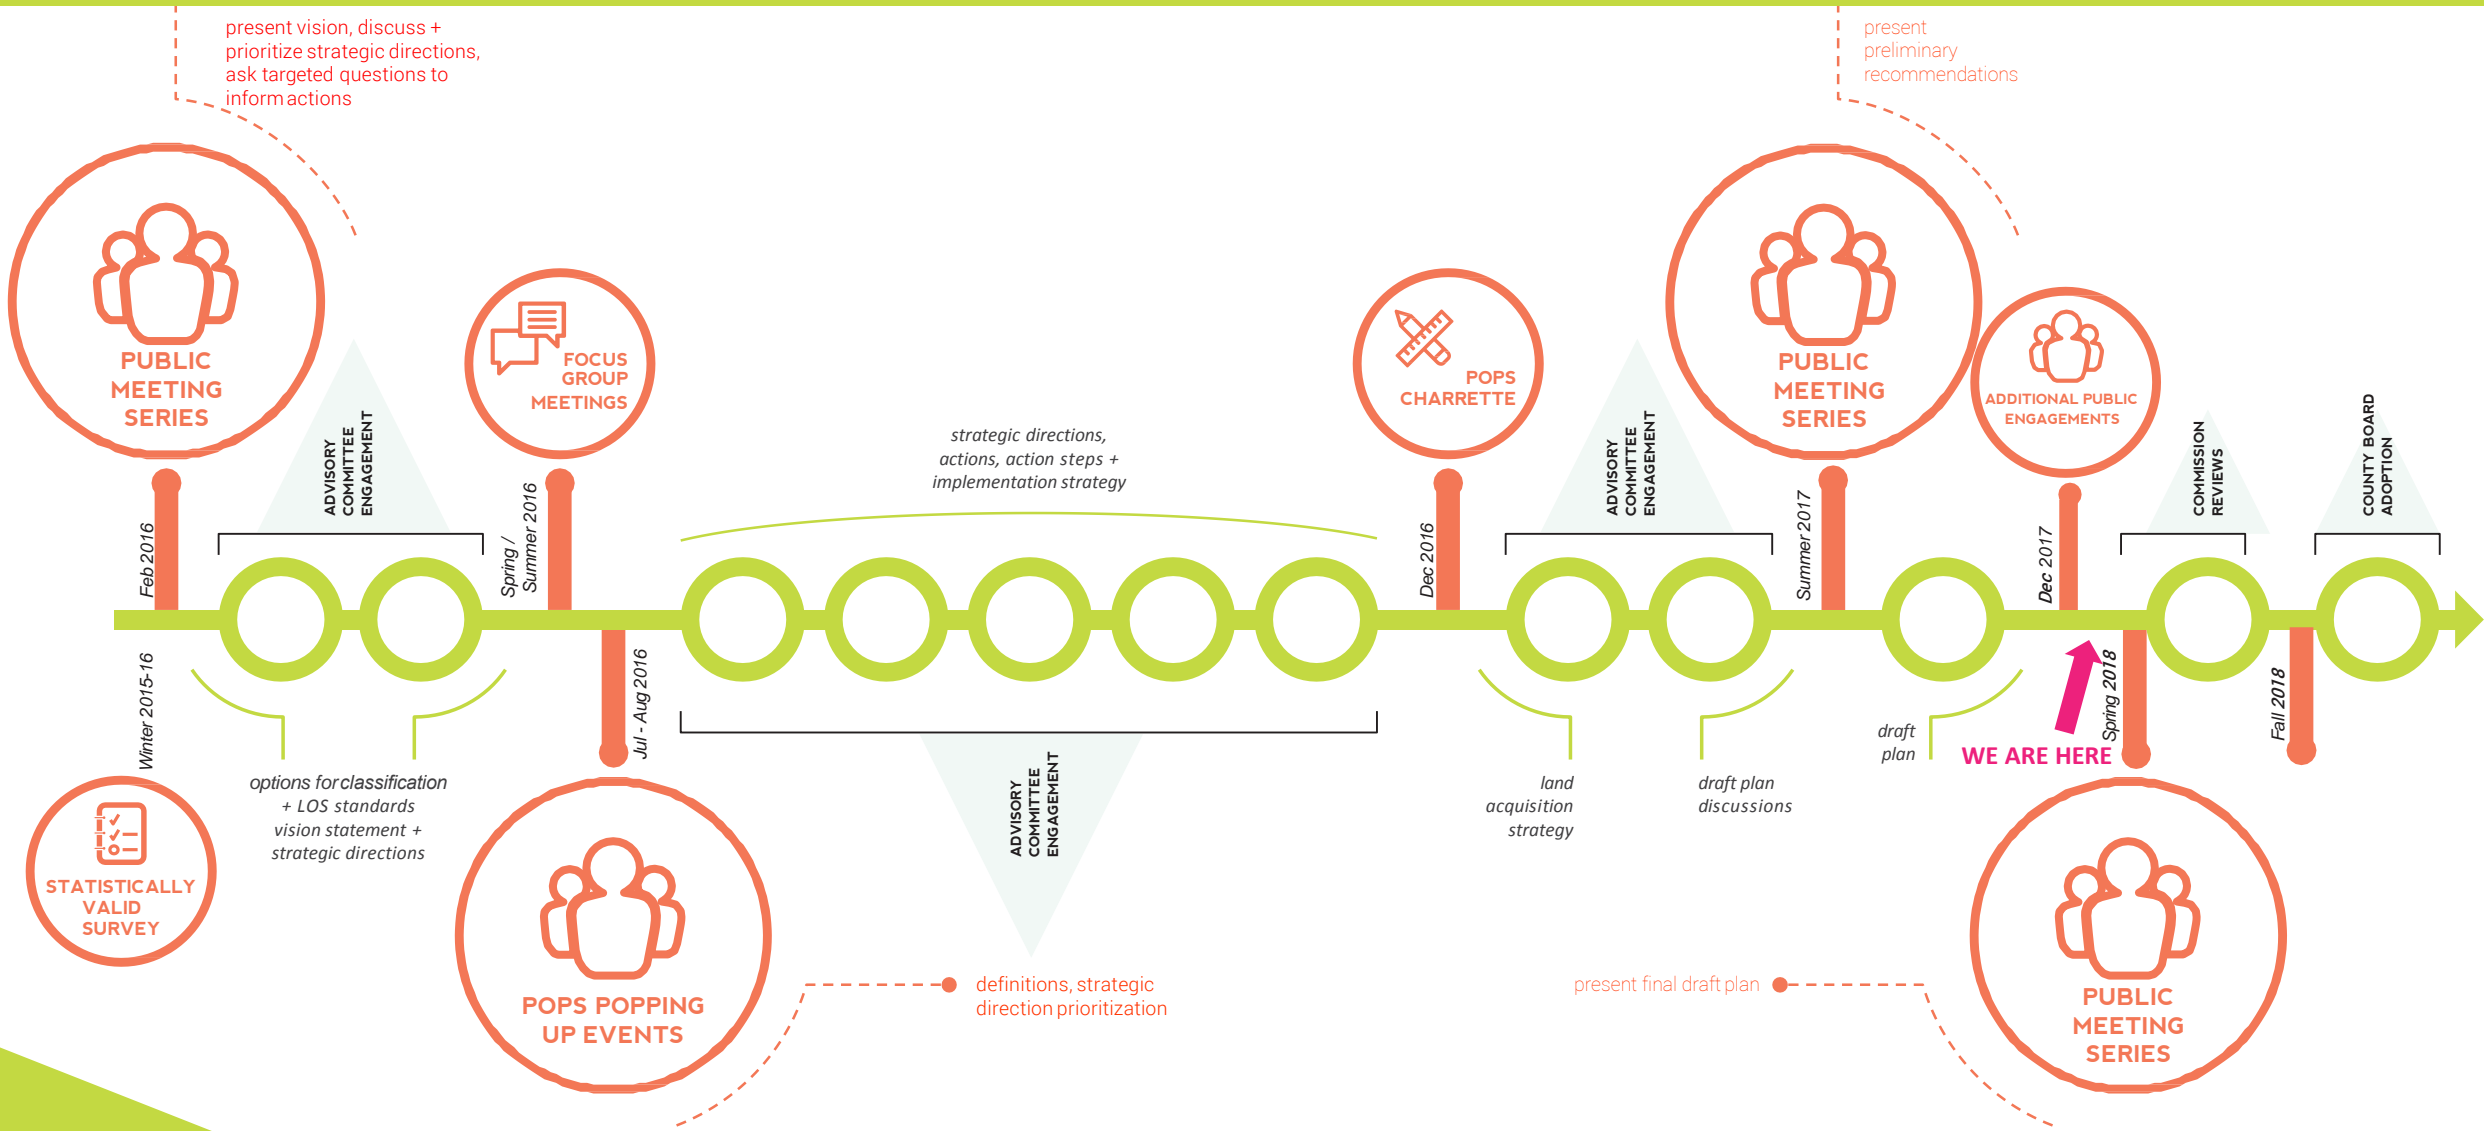 present vision, discuss +
prioritize strategic directions,
ask targeted questions to
inform actions
present
preliminary
recommendations
PUBLIC
MEETING
SERIES
FOCUS
GROUP
MEETINGS
ADVISORY
COMMITTEE
ENGAGEMENT
strategic directions,
actions, action steps +
implementation strategy
POPS
CHARRETTE
ADVISORY
COMMITTEE
ENGAGEMENT
PUBLIC
MEETING
SERIES
ADDITIONAL PUBLIC
ENGAGEMENTS
COMMISSION
REVIEWS
COUNTY BOARD
ADOPTION
Feb 2016
Spring /
Summer 2016
Dec 2016
Summer 2017
Dec 2017
Winter 2015-16
Jul - Aug 2016
Spring 2018
Fall 2018
WE ARE HERE
options for classification
+ LOS standards
vision statement +
strategic directions
ADVISORY
COMMITTEE
ENGAGEMENT
land
acquisition
strategy
draft plan
discussions
draft
plan
STATISTICALLY
VALID
SURVEY
POPS POPPING
UP EVENTS
definitions, strategic
direction prioritization
present final draft plan
PUBLIC
MEETING
SERIES